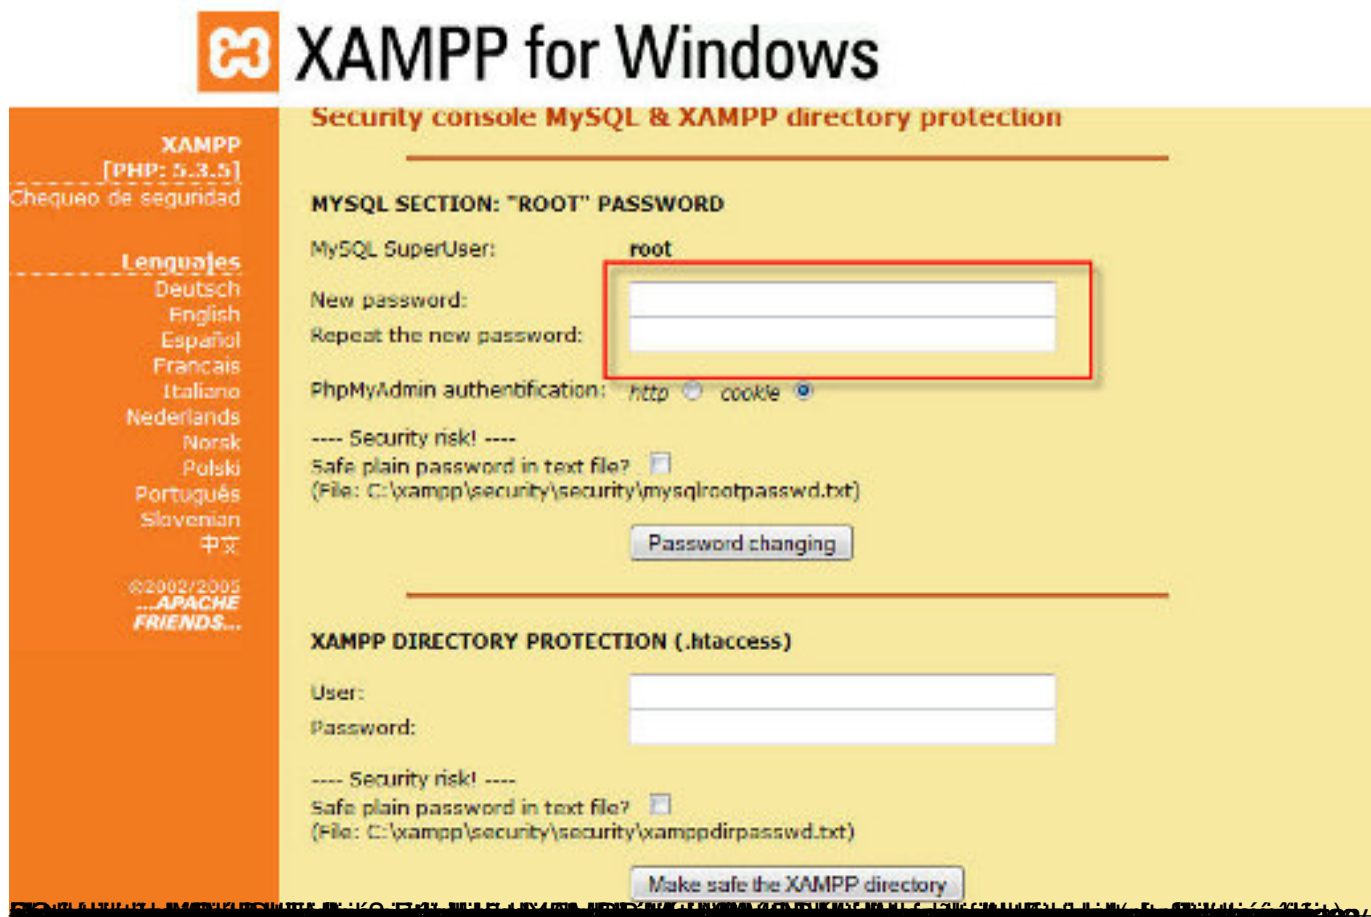 XAMPP for Windows
XAMPP
[PHP: 5.3.5]
Chequeo de seguridad
Lenguajes
Deutsch
English
Español
Francais
Italiano
Nederlands
Norsk
Polski
Português
Slovenian
中文
©2002/2005
...APACHE
FRIENDS...
Security console MySQL & XAMPP directory protection
MYSQL SECTION: "ROOT" PASSWORD
MySQL SuperUser: root
New password:
Repeat the new password:
PhpMyAdmin authentification: http cookie
---- Security risk! ----
Safe plain password in text file?
(File: C:\xampp\security\security\mysqlrootpasswd.txt)
Password changing
XAMPP DIRECTORY PROTECTION (.htaccess)
User:
Password:
---- Security risk! ----
Safe plain password in text file?
(File: C:\xampp\security\security\xamppdirpasswd.txt)
Make safe the XAMPP directory